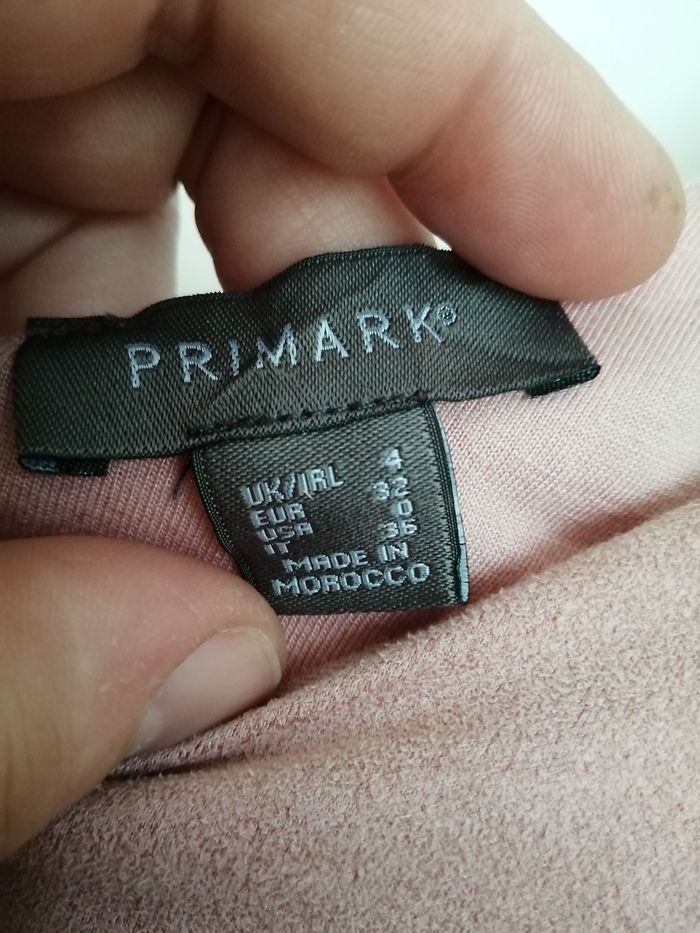 PRIMARK®
UK/IRL 4
EUR 32
USA 0
IT 36
MADE IN
MOROCCO